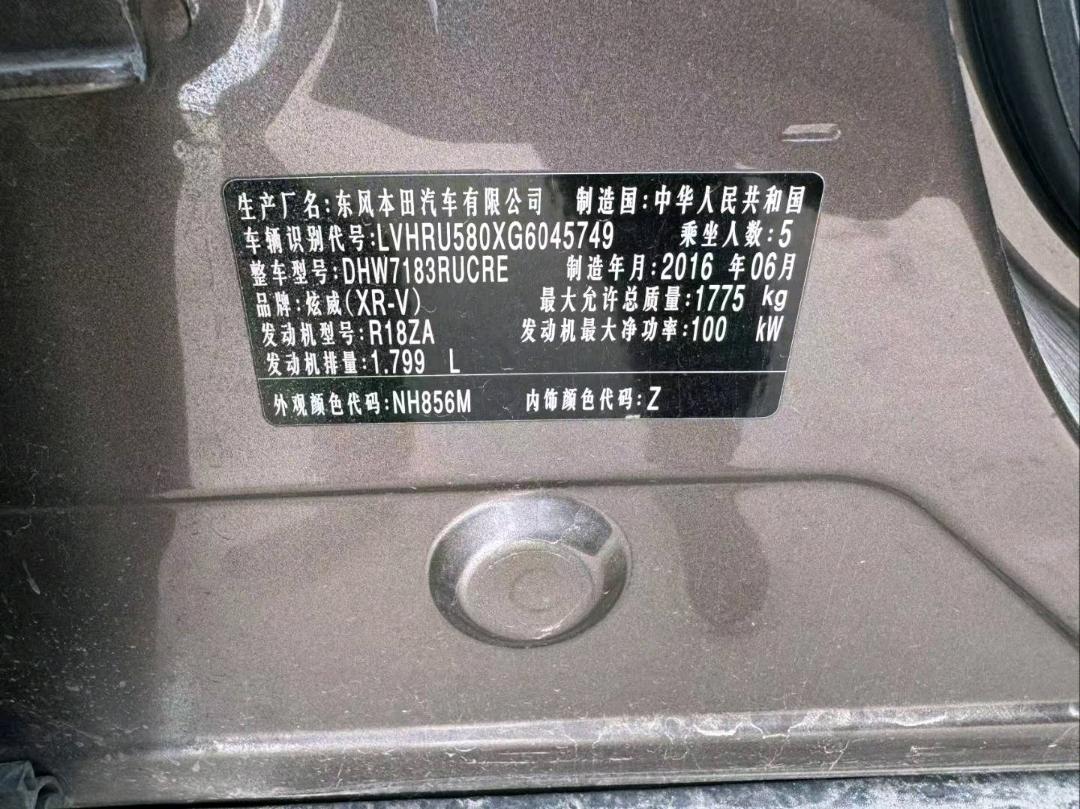 生产厂名:东风本田汽车有限公司 制造国:中华人民共和国
车辆识别代号:LVHRU580XG6045749 乘坐人数:5
整车型号:DHW7183RUCRE 制造年月:2016 年06月
品牌:炫威(XR-V) 最大允许总质量:1775 kg
发动机型号:R18ZA 发动机最大净功率:100 kW
发动机排量:1.799 L
外观颜色代码:NH856M 内饰颜色代码:Z